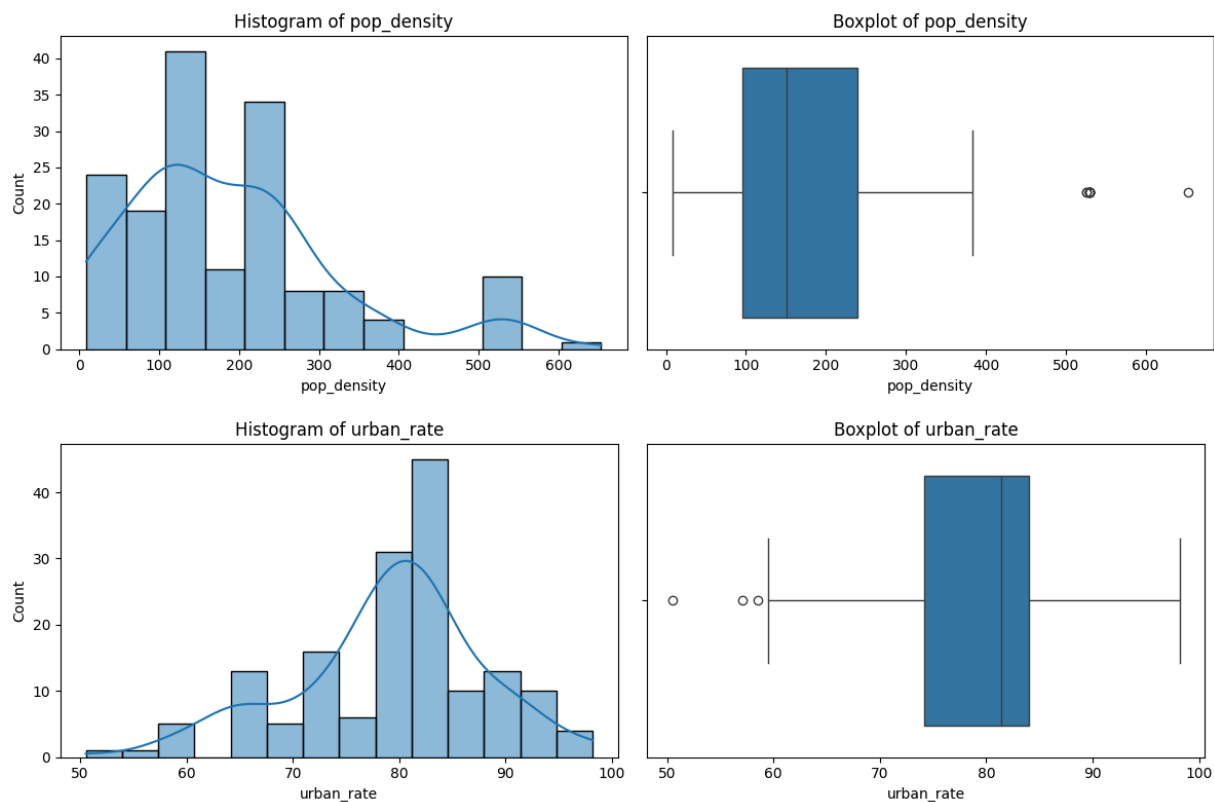 Histogram of pop_density
Count
40
35
30
25
20
15
10
5
0
0 100 200 300 400 500 600
pop_density
Boxplot of pop_density
0 100 200 300 400 500 600
pop_density
Histogram of urban_rate
Count
40
30
20
10
0
50 60 70 80 90 100
urban_rate
Boxplot of urban_rate
50 60 70 80 90 100
urban_rate